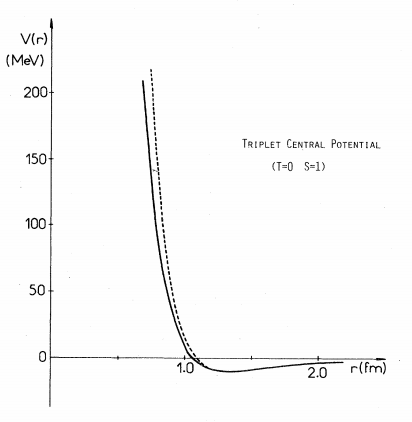 V(r)
(MeV)
200
TRIPLET CENTRAL POTENTIAL
150
(T=0 S=1)
100
50
0
1.0
2.0
r(fm)